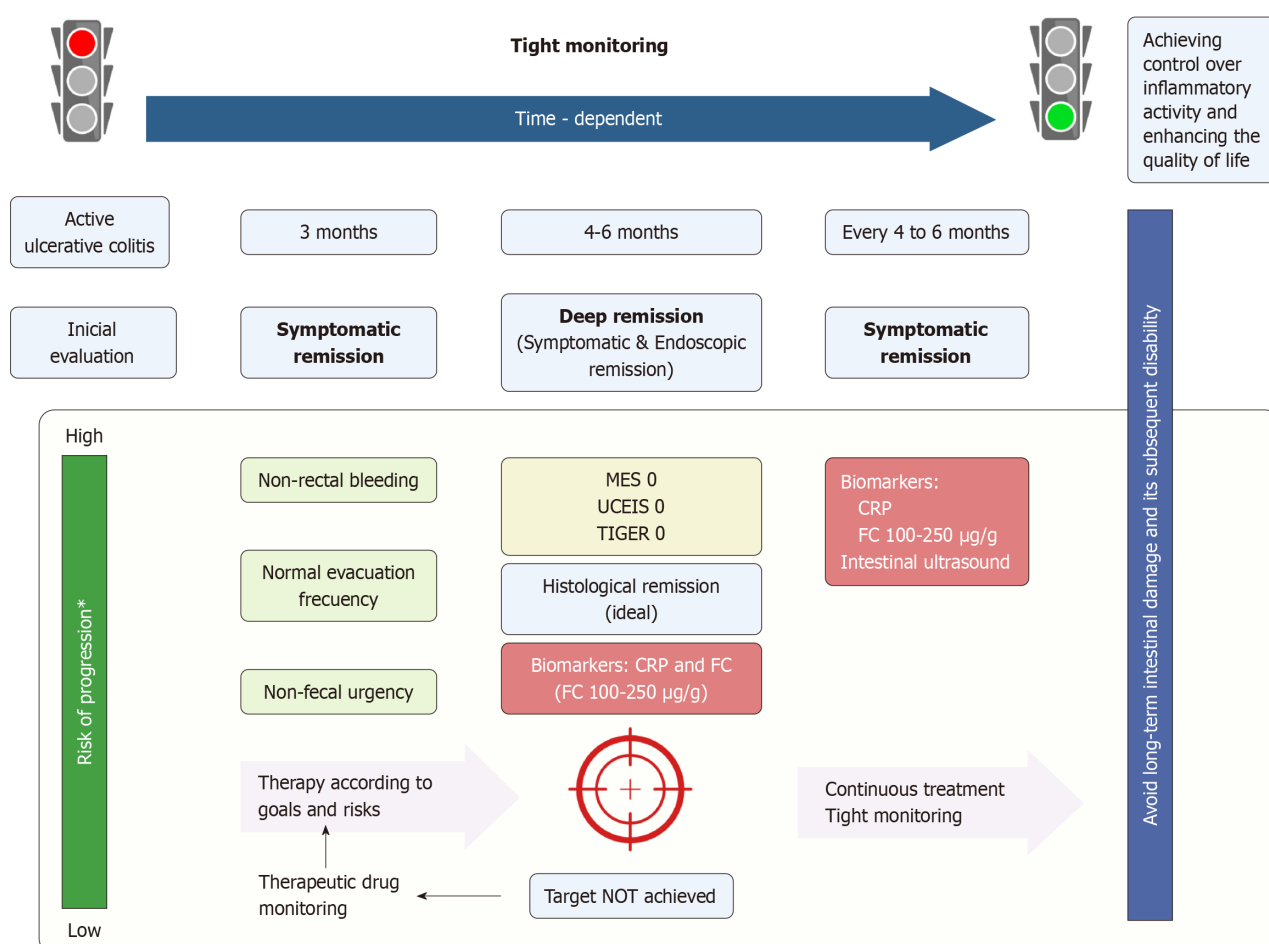 Tight monitoring
Time - dependent
Achieving
control over
inflammatory
activity and
enhancing the
quality of life
Active
ulcerative colitis
3 months
4-6 months
Every 4 to 6 months
Inicial
evaluation
Symptomatic
remission
Deep remission
(Symptomatic & Endoscopic
remission)
Symptomatic
remission
Avoid long-term intestinal damage and its subsequent disability
High
Risk of progression*
Low
Non-rectal bleeding
Normal evacuation
frecuency
Non-fecal urgency
MES 0
UCEIS 0
TIGER 0
Histological remission
(ideal)
Biomarkers: CRP and FC
(FC 100-250 µg/g)
Biomarkers:
CRP
FC 100-250 µg/g
Intestinal ultrasound
Therapy according to
goals and risks
Continuous treatment
Tight monitoring
Therapeutic drug
monitoring
Target NOT achieved